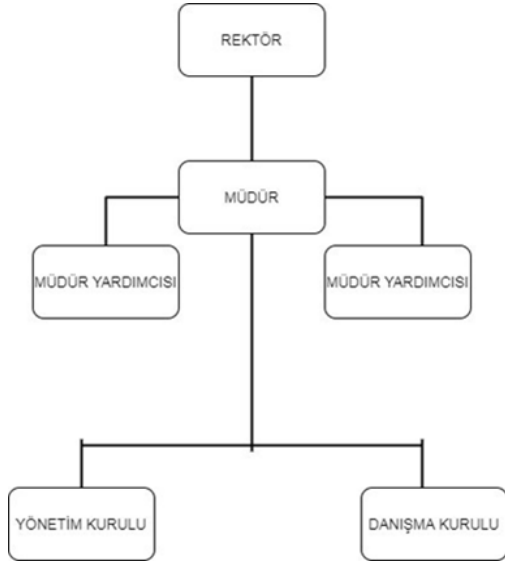 REKTÖR
MÜDÜR
MÜDÜR YARDIMCISI
MÜDÜR YARDIMCISI
YÖNETİM KURULU
DANIŞMA KURULU